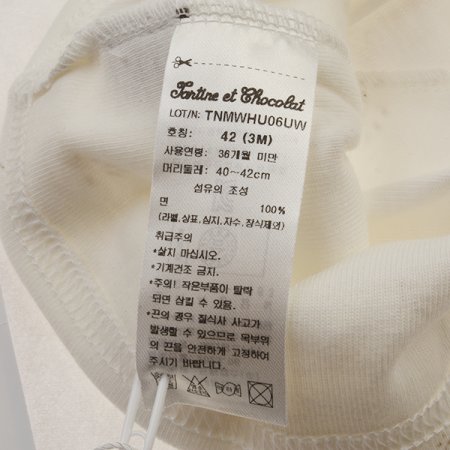 Tartine et Chocolat
LOT/N: TNMWHU06UW
호칭: 42 (3M)
사용연령: 36개월 미만
머리둘레: 40~42cm
섬유의 조성
면 100%
(라벨,상표,심지,자수,장식제외)
취급주의
*삶지 마십시오.
*기계건조 금지.
*주의! 작은부품이 탈락
되면 삼킬 수 있음.
*끈의 경우 질식사 사고가
발생할 수 있으므로 목부위
의 끈을 안전하게 고정하여
주시기 바랍니다.